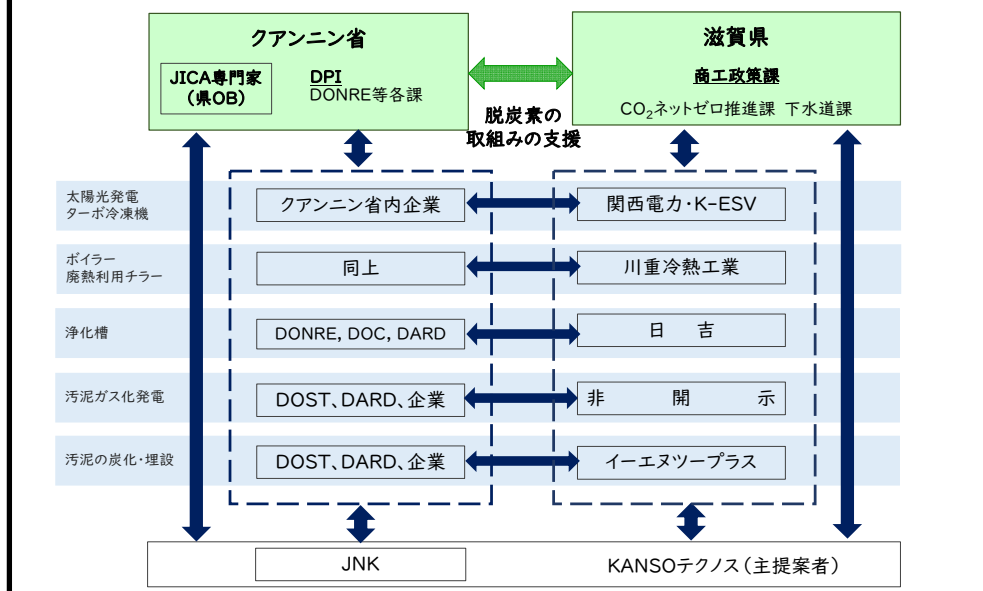 クアンニン省
JICA専門家
（県OB）
DPI
DONRE等各課
脱炭素の
取組みの支援
滋賀県
商工政策課
CO₂ネットゼロ推進課 下水道課
太陽光発電
ターボ冷凍機
クアンニン省内企業
関西電力・K-ESV
ボイラー
廃熱利用チラー
同上
川重冷熱工業
浄化槽
DONRE, DOC, DARD
日 吉
汚泥ガス化発電
DOST、DARD、企業
非 開 示
汚泥の炭化・埋設
DOST、DARD、企業
イーエヌツープラス
JNK
KANSOテクノス（主提案者）